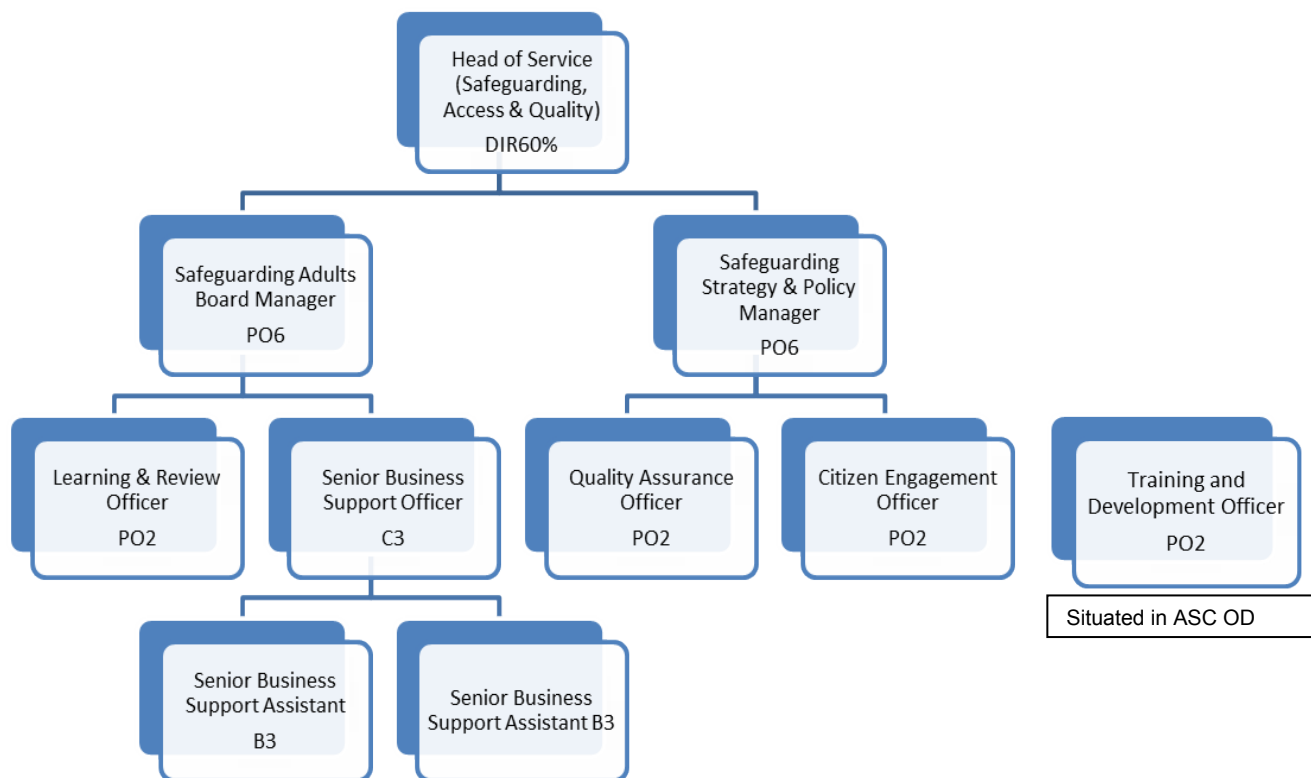 Head of Service
(Safeguarding,
Access & Quality)
DIR60%
Safeguarding Adults
Board Manager
PO6
Safeguarding
Strategy & Policy
Manager
PO6
Learning & Review
Officer
PO2
Senior Business
Support Officer
C3
Quality Assurance
Officer
PO2
Citizen Engagement
Officer
PO2
Training and
Development Officer
PO2
Situated in ASC OD
Senior Business
Support Assistant
B3
Senior Business
Support Assistant B3